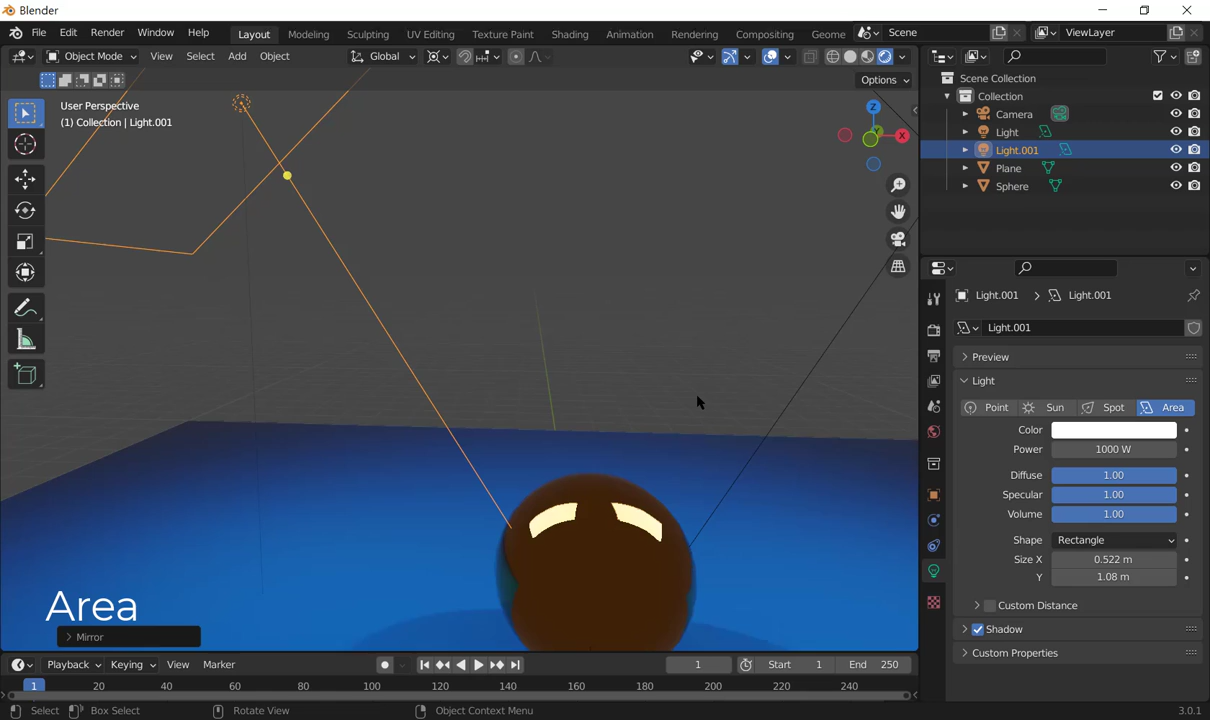 Blender
File Edit Render Window Help Layout Modeling Sculpting UV Editing Texture Paint Shading Animation Rendering Compositing Geome Scene ViewLayer
Object Mode View Select Add Object Global
Options
User Perspective
(1) Collection | Light.001
Z
Y
X
Scene Collection
Collection
Camera
Light
Light.001
Plane
Sphere
Light.001 > Light.001
Light.001
Preview
Light
Point Sun Spot Area
Color
Power 1000 W
Diffuse 1.00
Specular 1.00
Volume 1.00
Shape Rectangle
Size X 0.522 m
Y 1.08 m
Custom Distance
Shadow
Custom Properties
Area
Mirror
Playback Keying View Marker 1 Start 1 End 250
1 20 40 60 80 100 120 140 160 180 200 220 240
Select Box Select Rotate View Object Context Menu 3.0.1